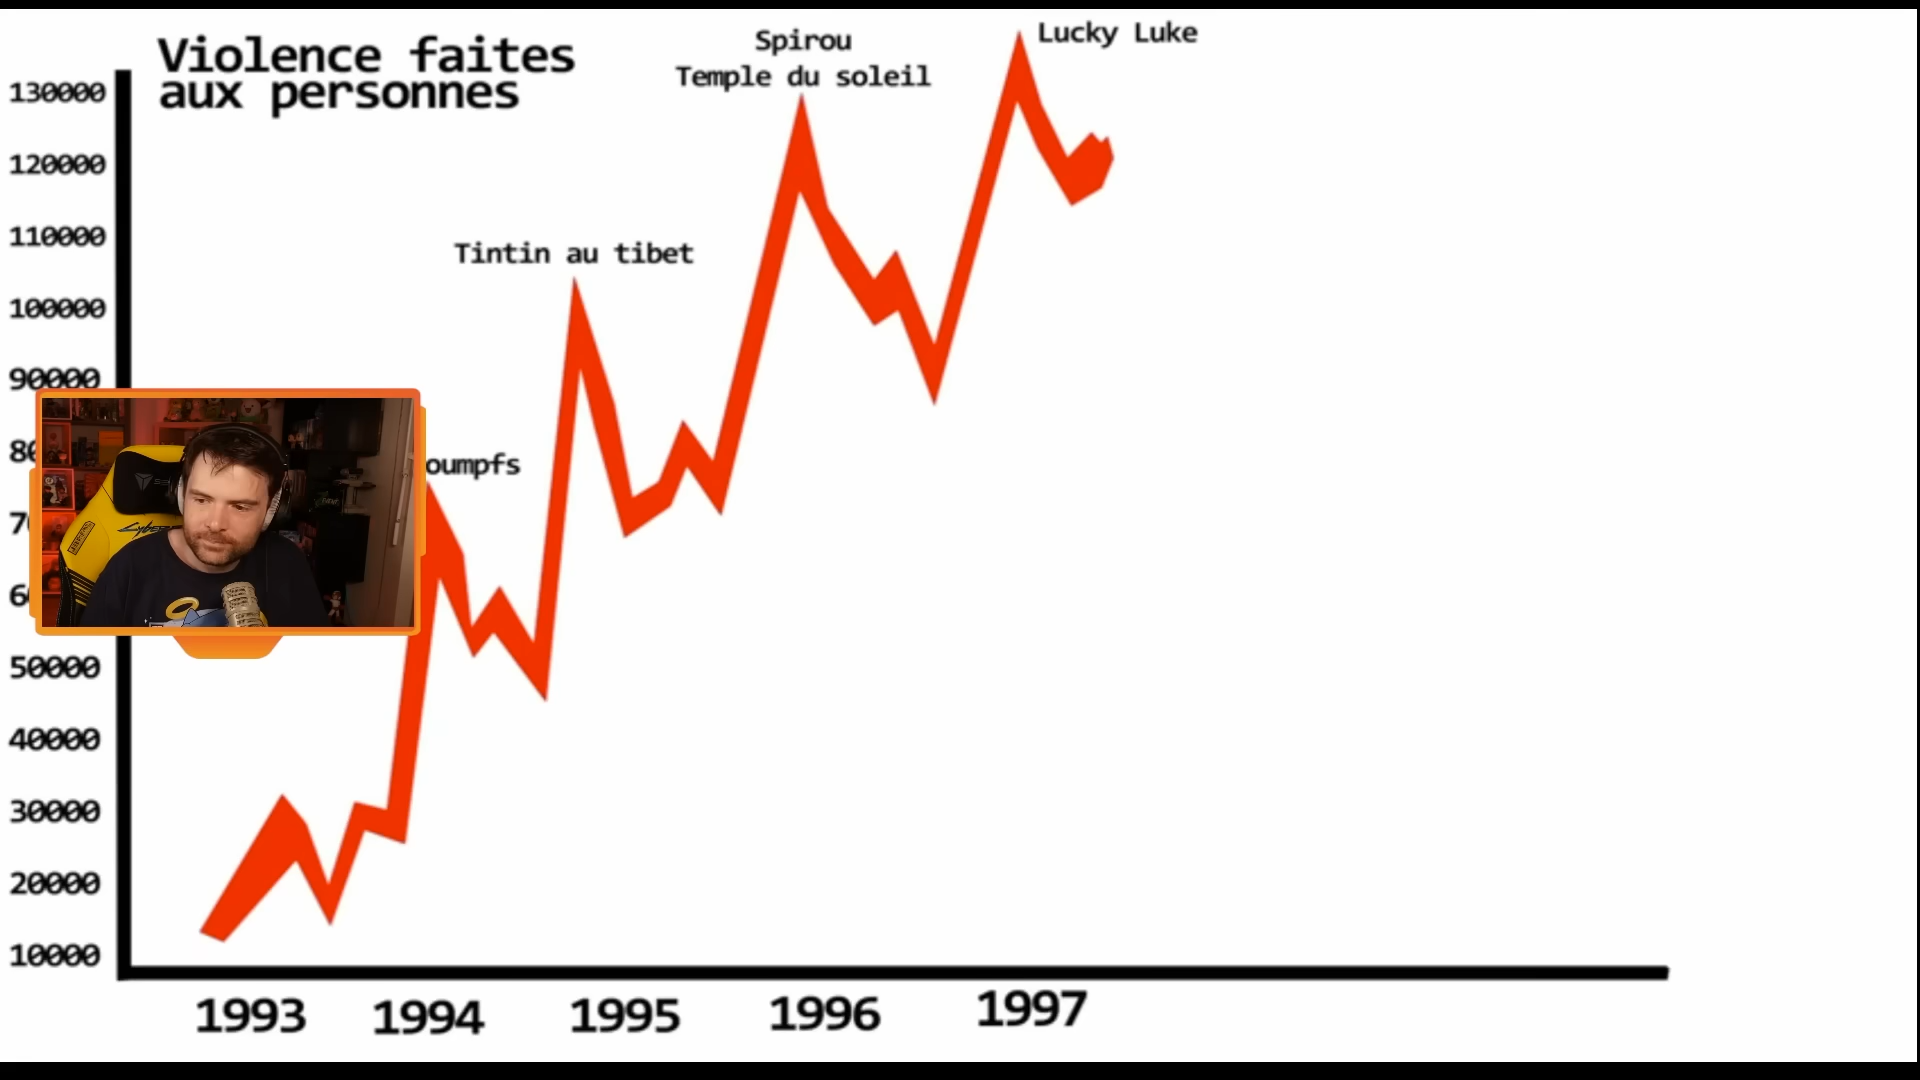 Violence faites
aux personnes
Spirou
Temple du soleil
Lucky Luke
Tintin au tibet
oumpfs
130000
120000
110000
100000
90000
50000
40000
30000
20000
10000
1993
1994
1995
1996
1997